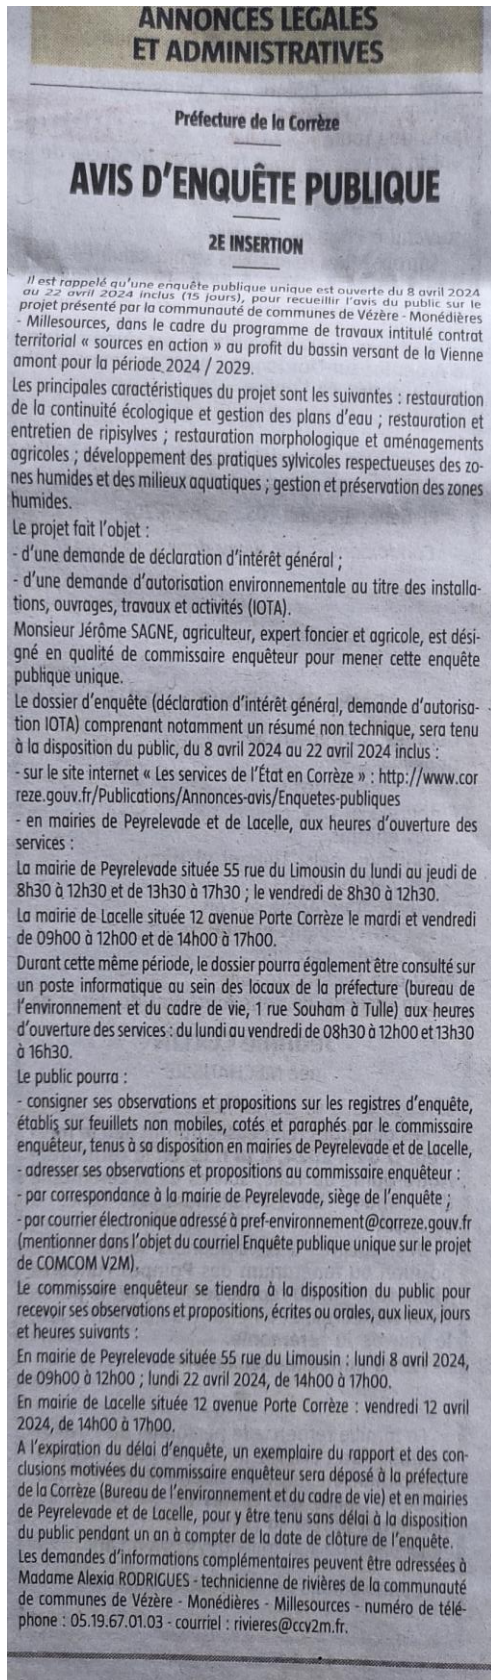 ANNONCES LÉGALES
ET ADMINISTRATIVES
Préfecture de la Corrèze
AVIS D'ENQUÊTE PUBLIQUE
2E INSERTION
Il est rappelé qu'une enquête publique unique est ouverte du 8 avril 2024
au 22 avril 2024 inclus (15 jours), pour recueillir l'avis du public sur le
projet présenté par la communauté de communes de Vézère - Monédières
- Millesources, dans le cadre du programme de travaux intitulé contrat
territorial « sources en action » au profit du bassin versant de la Vienne
amont pour la période 2024 / 2029.
Les principales caractéristiques du projet sont les suivantes : restauration
de la continuité écologique et gestion des plans d'eau ; restauration et
entretien de ripisylves ; restauration morphologique et aménagements
agricoles ; développement des pratiques sylvicoles respectueuses des zo-
nes humides et des milieux aquatiques ; gestion et préservation des zones
humides.
Le projet fait l'objet :
- d'une demande de déclaration d'intérêt général ;
- d'une demande d'autorisation environnementale au titre des installa-
tions, ouvrages, travaux et activités (IOTA).
Monsieur Jérôme SAGNE, agriculteur, expert foncier et agricole, est dési-
gné en qualité de commissaire enquêteur pour mener cette enquête
publique unique.
Le dossier d'enquête (déclaration d'intérêt général, demande d'autorisa-
tion IOTA) comprenant notamment un résumé non technique, sera tenu
à la disposition du public, du 8 avril 2024 au 22 avril 2024 inclus :
- sur le site internet « Les services de l'État en Corrèze » : http://www.cor
reze.gouv.fr/Publications/Annonces-avis/Enquetes-publiques
- en mairies de Peyrelevade et de Lacelle, aux heures d'ouverture des
services :
La mairie de Peyrelevade située 55 rue du Limousin du lundi au jeudi de
8h30 à 12h30 et de 13h30 à 17h30 ; le vendredi de 8h30 à 12h30.
La mairie de Lacelle située 12 avenue Porte Corrèze le mardi et vendredi
de 09h00 à 12h00 et de 14h00 à 17h00.
Durant cette même période, le dossier pourra également être consulté sur
un poste informatique au sein des locaux de la préfecture (bureau de
l'environnement et du cadre de vie, 1 rue Souham à Tulle) aux heures
d'ouverture des services : du lundi au vendredi de 08h30 à 12h00 et 13h30
à 16h30.
Le public pourra :
- consigner ses observations et propositions sur les registres d'enquête,
établis sur feuillets non mobiles, cotés et paraphés par le commissaire
enquêteur, tenus à sa disposition en mairies de Peyrelevade et de Lacelle,
- adresser ses observations et propositions au commissaire enquêteur :
- par correspondance à la mairie de Peyrelevade, siège de l'enquête ;
- par courrier électronique adressé à pref-environnement@correze.gouv.fr
(mentionner dans l'objet du courriel Enquête publique unique sur le projet
de COMCOM V2M).
Le commissaire enquêteur se tiendra à la disposition du public pour
recevoir ses observations et propositions, écrites ou orales, aux lieux, jours
et heures suivants :
En mairie de Peyrelevade située 55 rue du Limousin : lundi 8 avril 2024,
de 09h00 à 12h00 ; lundi 22 avril 2024, de 14h00 à 17h00.
En mairie de Lacelle située 12 avenue Porte Corrèze : vendredi 12 avril
2024, de 14h00 à 17h00.
A l'expiration du délai d'enquête, un exemplaire du rapport et des con-
clusions motivées du commissaire enquêteur sera déposé à la préfecture
de la Corrèze (Bureau de l'environnement et du cadre de vie) et en mairies
de Peyrelevade et de Lacelle, pour y être tenu sans délai à la disposition
du public pendant un an à compter de la date de clôture de l'enquête.
Les demandes d'informations complémentaires peuvent être adressées à
Madame Alexia RODRIGUES - technicienne de rivières de la communauté
de communes de Vézère - Monédières - Millesources - numéro de télé-
phone : 05.19.67.01.03 - courriel : rivieres@ccv2m.fr.